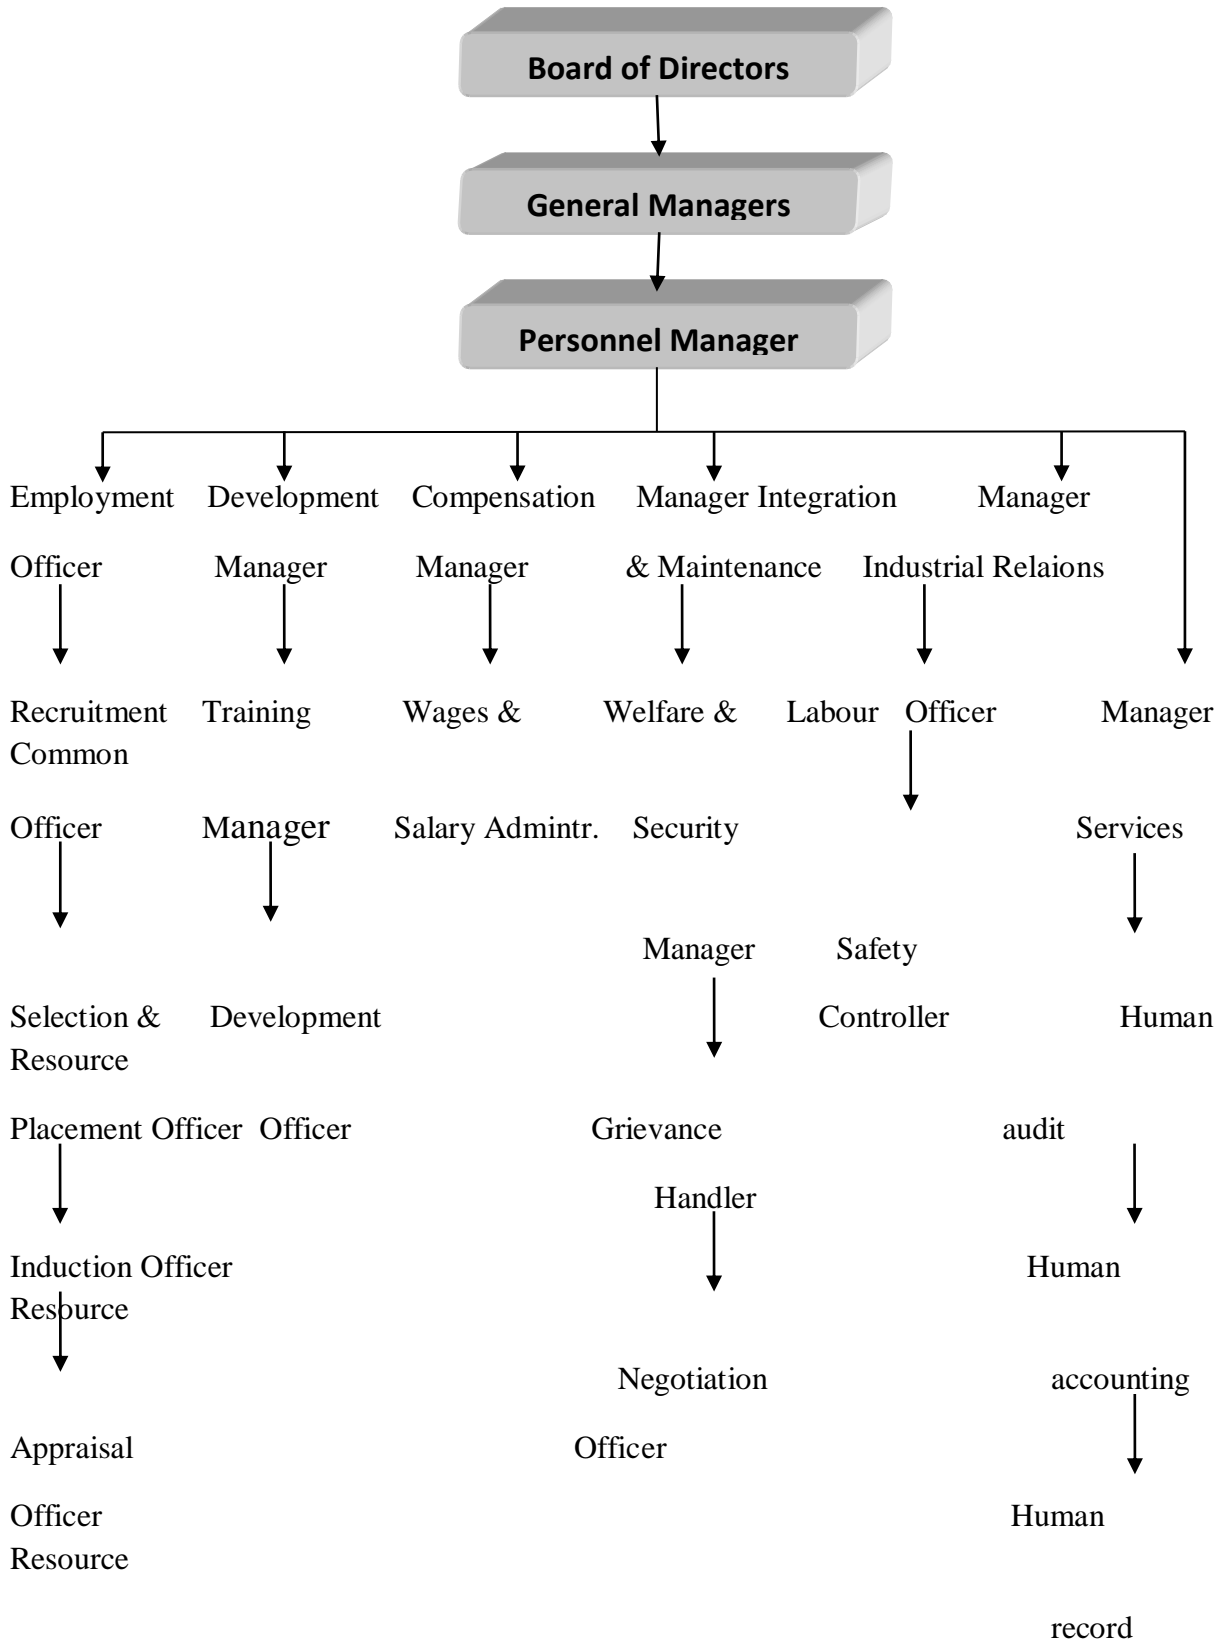 Board of Directors
General Managers
Personnel Manager
Employment Development Compensation Manager Integration Manager
Officer Manager Manager & Maintenance Industrial Relaions
Recruitment Training Wages & Welfare & Labour Officer Manager
Common
Officer Manager Salary Admintr. Security Services
Manager Safety
Selection & Development Controller Human
Resource
Placement Officer Officer Grievance audit
Handler
Induction Officer Human
Resource
Negotiation accounting
Appraisal Officer
Officer Human
Resource
record